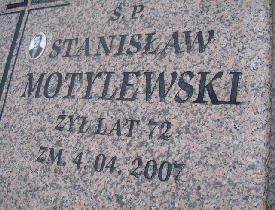 Ś. P.
STANISŁAW
MOTYLEWSKI
ŻYŁ LAT 72
ZM. 4.04.2007